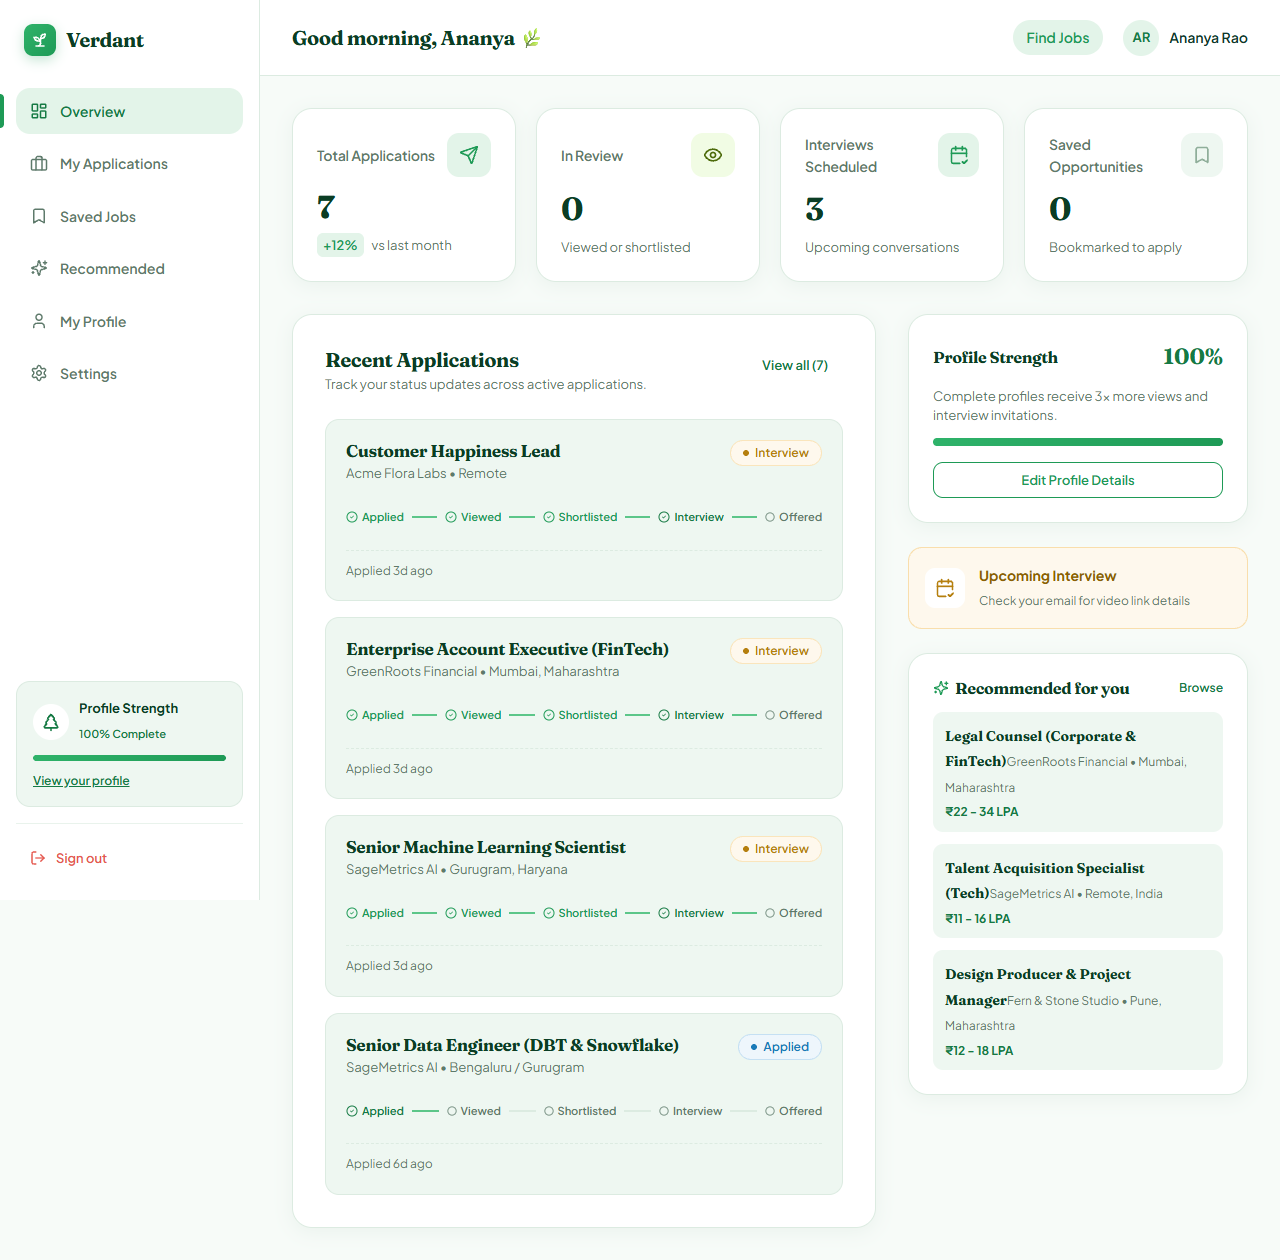 Verdant
Overview
My Applications
Saved Jobs
Recommended
My Profile
Settings
Profile Strength
100% Complete
View your profile
Sign out
Good morning, Ananya 🌿
Find Jobs
AR
Ananya Rao
Total Applications
7
+12% vs last month
In Review
0
Viewed or shortlisted
Interviews
Scheduled
3
Upcoming conversations
Saved
Opportunities
0
Bookmarked to apply
Recent Applications
View all (7)
Track your status updates across active applications.
Customer Happiness Lead
Interview
Acme Flora Labs • Remote
Applied Viewed Shortlisted Interview Offered
Applied 3d ago
Enterprise Account Executive (FinTech)
Interview
GreenRoots Financial • Mumbai, Maharashtra
Applied Viewed Shortlisted Interview Offered
Applied 3d ago
Senior Machine Learning Scientist
Interview
SageMetrics AI • Gurugram, Haryana
Applied Viewed Shortlisted Interview Offered
Applied 3d ago
Senior Data Engineer (DBT & Snowflake)
Applied
SageMetrics AI • Bengaluru / Gurugram
Applied Viewed Shortlisted Interview Offered
Applied 6d ago
Profile Strength 100%
Complete profiles receive 3× more views and
interview invitations.
Edit Profile Details
Upcoming Interview
Check your email for video link details
Recommended for you Browse
Legal Counsel (Corporate &
FinTech)GreenRoots Financial • Mumbai,
Maharashtra
₹22 – 34 LPA
Talent Acquisition Specialist
(Tech)SageMetrics AI • Remote, India
₹11 – 16 LPA
Design Producer & Project
ManagerFern & Stone Studio • Pune,
Maharashtra
₹12 – 18 LPA